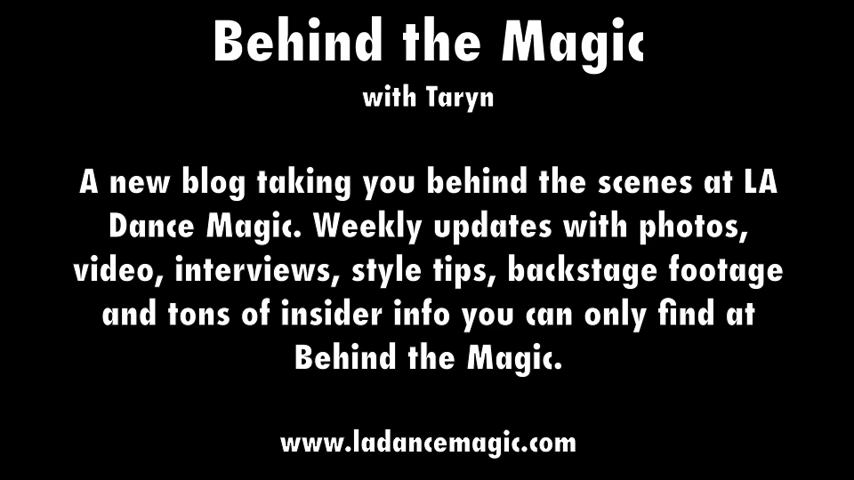 Behind the Magic
with Taryn
A new blog taking you behind the scenes at LA
Dance Magic. Weekly updates with photos,
video, interviews, style tips, backstage footage
and tons of insider info you can only find at
Behind the Magic.
www.ladancemagic.com